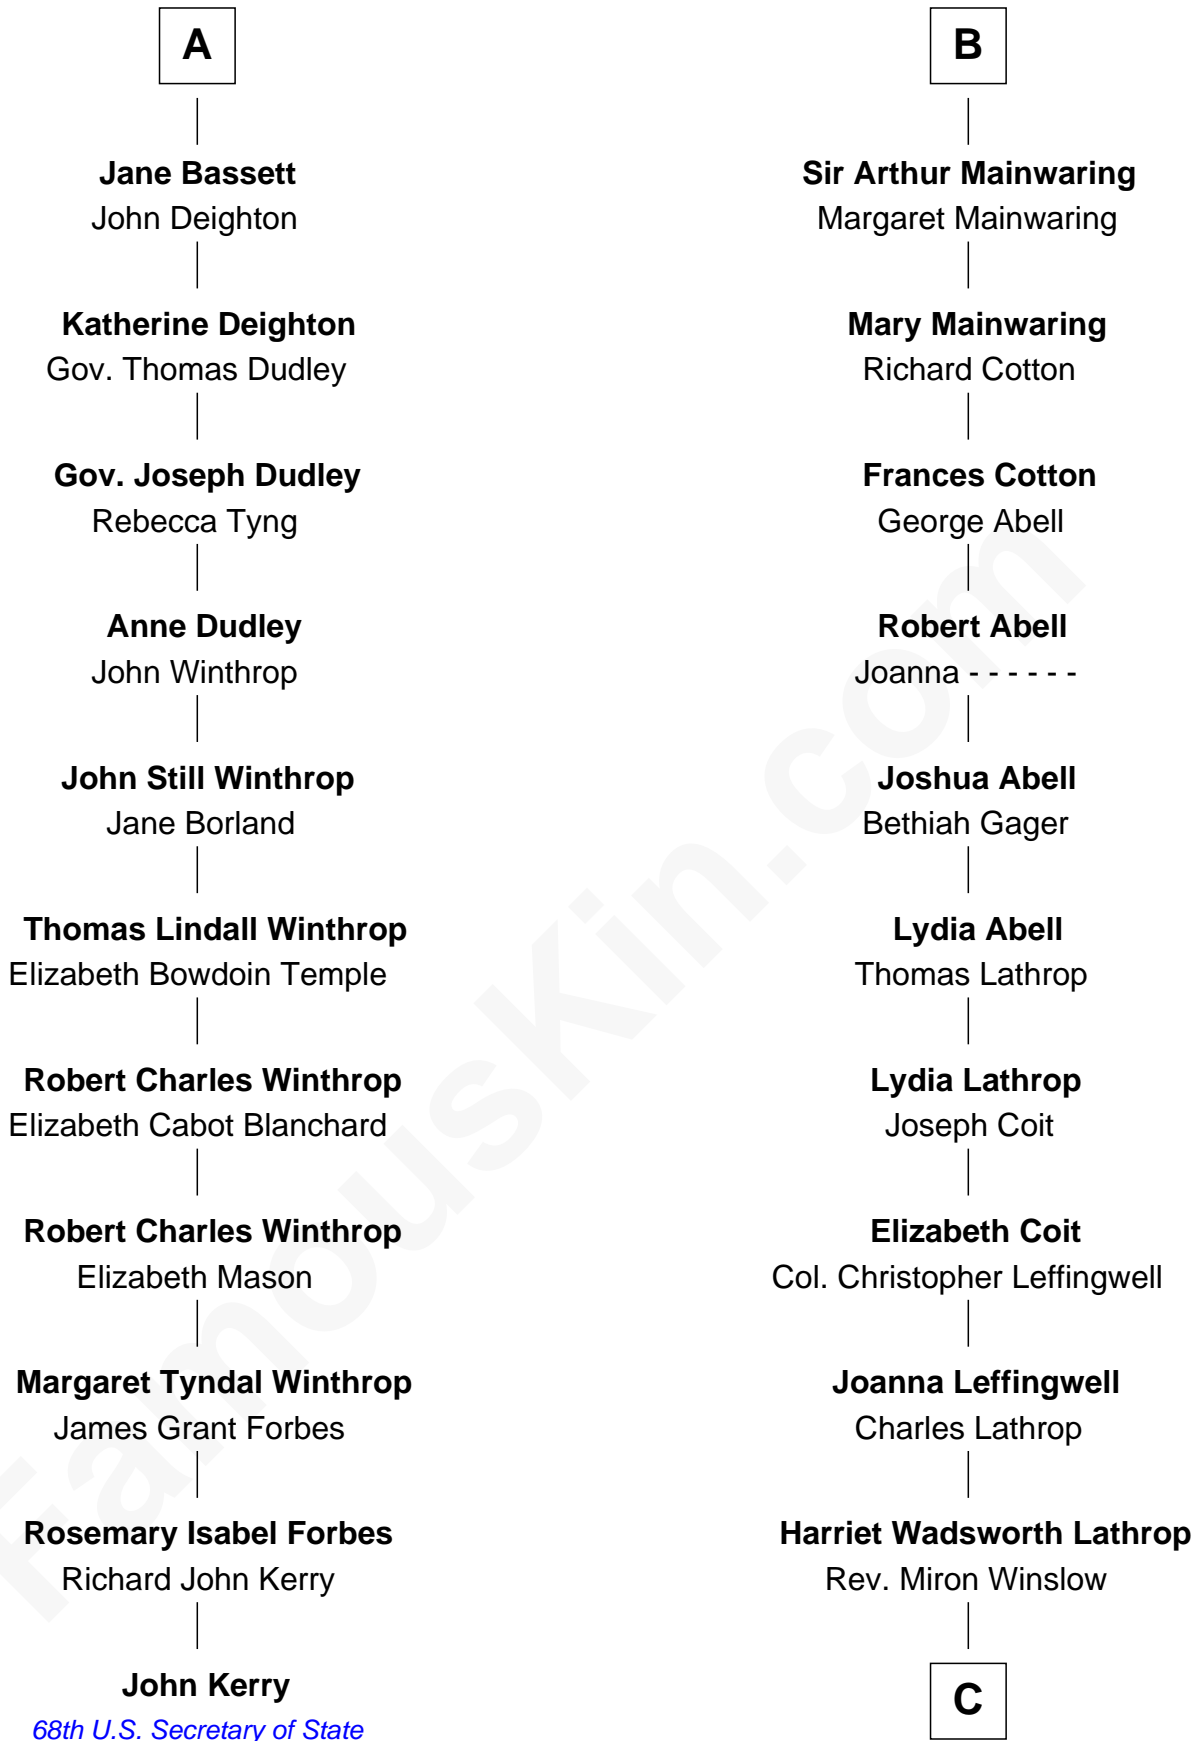 A
Jane Bassett
John Deighton
Katherine Deighton
Gov. Thomas Dudley
Gov. Joseph Dudley
Rebecca Tyng
Anne Dudley
John Winthrop
John Still Winthrop
Jane Borland
Thomas Lindall Winthrop
Elizabeth Bowdoin Temple
Robert Charles Winthrop
Elizabeth Cabot Blanchard
Robert Charles Winthrop
Elizabeth Mason
Margaret Tyndal Winthrop
James Grant Forbes
Rosemary Isabel Forbes
Richard John Kerry
John Kerry
68th U.S. Secretary of State
B
Sir Arthur Mainwaring
Margaret Mainwaring
Mary Mainwaring
Richard Cotton
Frances Cotton
George Abell
Robert Abell
Joanna - - - - - -
Joshua Abell
Bethiah Gager
Lydia Abell
Thomas Lathrop
Lydia Lathrop
Joseph Coit
Elizabeth Coit
Col. Christopher Leffingwell
Joanna Leffingwell
Charles Lathrop
Harriet Wadsworth Lathrop
Rev. Miron Winslow
C
FamousKin.com